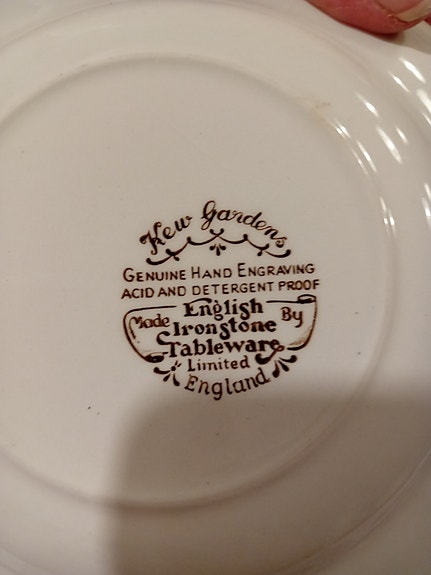 Kew Gardens
GENUINE HAND ENGRAVING
ACID AND DETERGENT PROOF
Made English By
Ironstone
Tableware
Limited
England